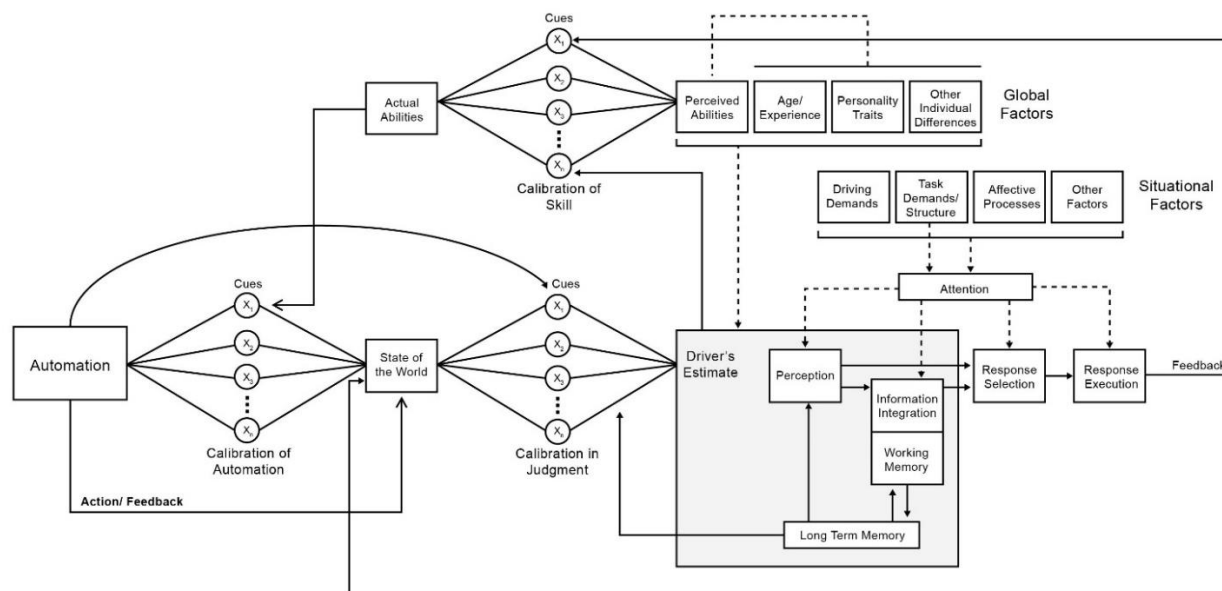 Cues
X1
X2
X3
Xn
Calibration of
Skill
Actual
Abilities
Perceived
Abilities
Age/
Experience
Personality
Traits
Other
Individual
Differences
Global
Factors
Driving
Demands
Task
Demands/
Structure
Affective
Processes
Other
Factors
Situational
Factors
Attention
Automation
Cues
X1
X2
X3
Xn
Calibration of
Automation
Action/ Feedback
State of
the World
Cues
X1
X2
X3
Xn
Calibration in
Judgment
Driver's
Estimate
Perception
Information
Integration
Working
Memory
Long Term Memory
Response
Selection
Response
Execution
Feedback